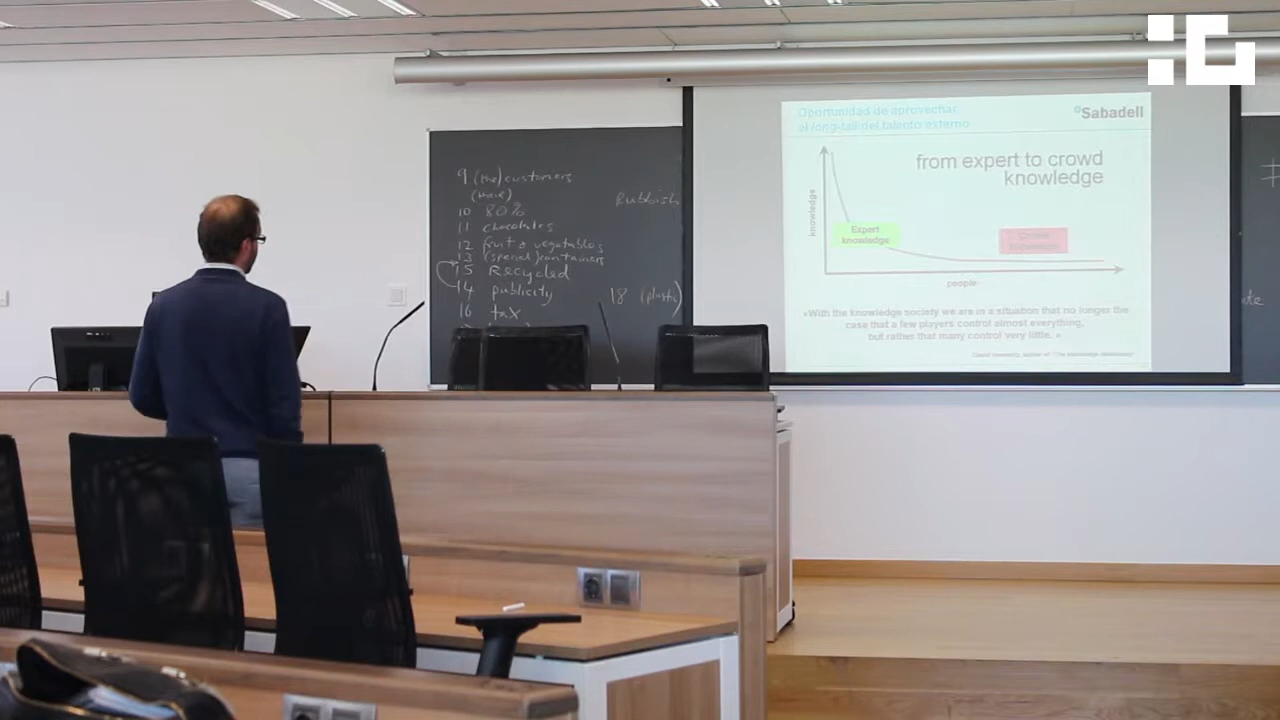 9 (the) customers
(their)
10 80%
11 chocolates
12 fruit & vegetables
13 (special) containers
15 Recycled
14 publicity
16 tax
Rubbish
18 (plastic)
Oportunidad de aprovechar
el long-tail del talento externo
Sabadell
from expert to crowd
knowledge
knowledge
Expert
knowledge
people
«With the knowledge society we are in a situation that no longer the
case that a few players control almost everything,
but rather that many control very little. »
G